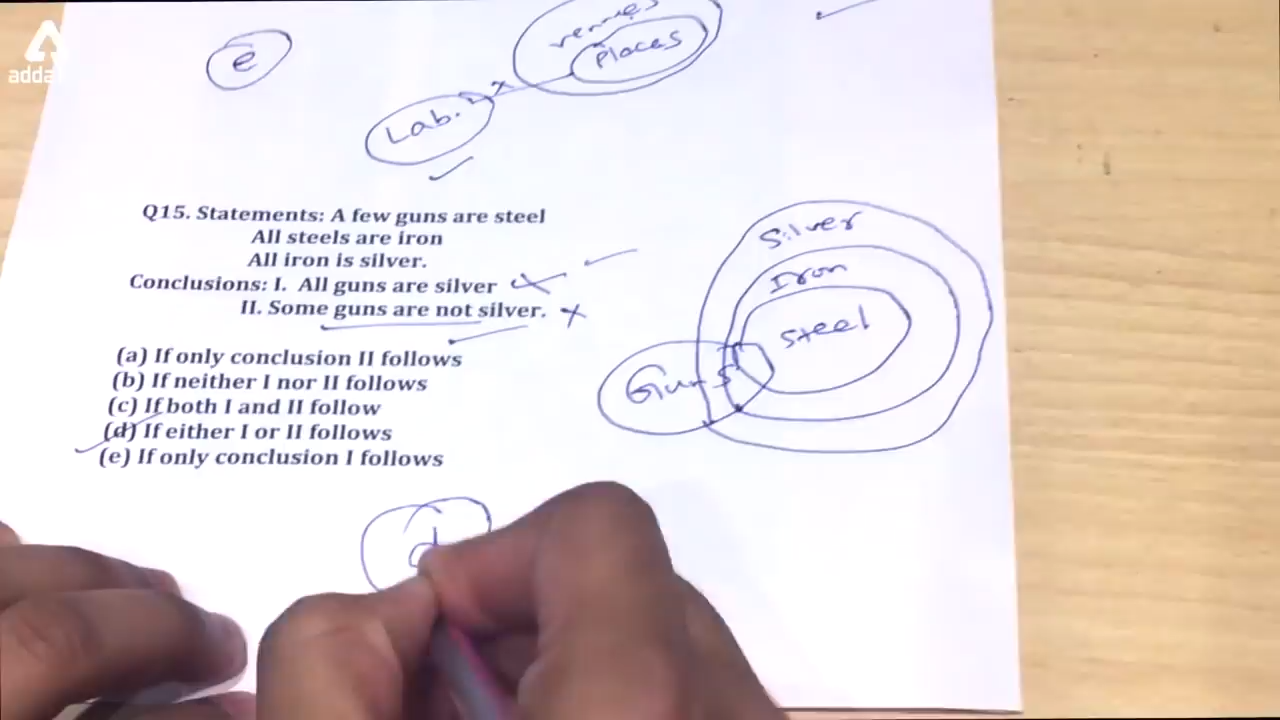 adda
venues
places
e
Lab.
Q15. Statements: A few guns are steel
All steels are iron
All iron is silver.
Conclusions: I. All guns are silver
II. Some guns are not silver.
(a) If only conclusion II follows
(b) If neither I nor II follows
(c) If both I and II follow
(d) If either I or II follows
(e) If only conclusion I follows
Silver
Iron
Steel
Guns
d